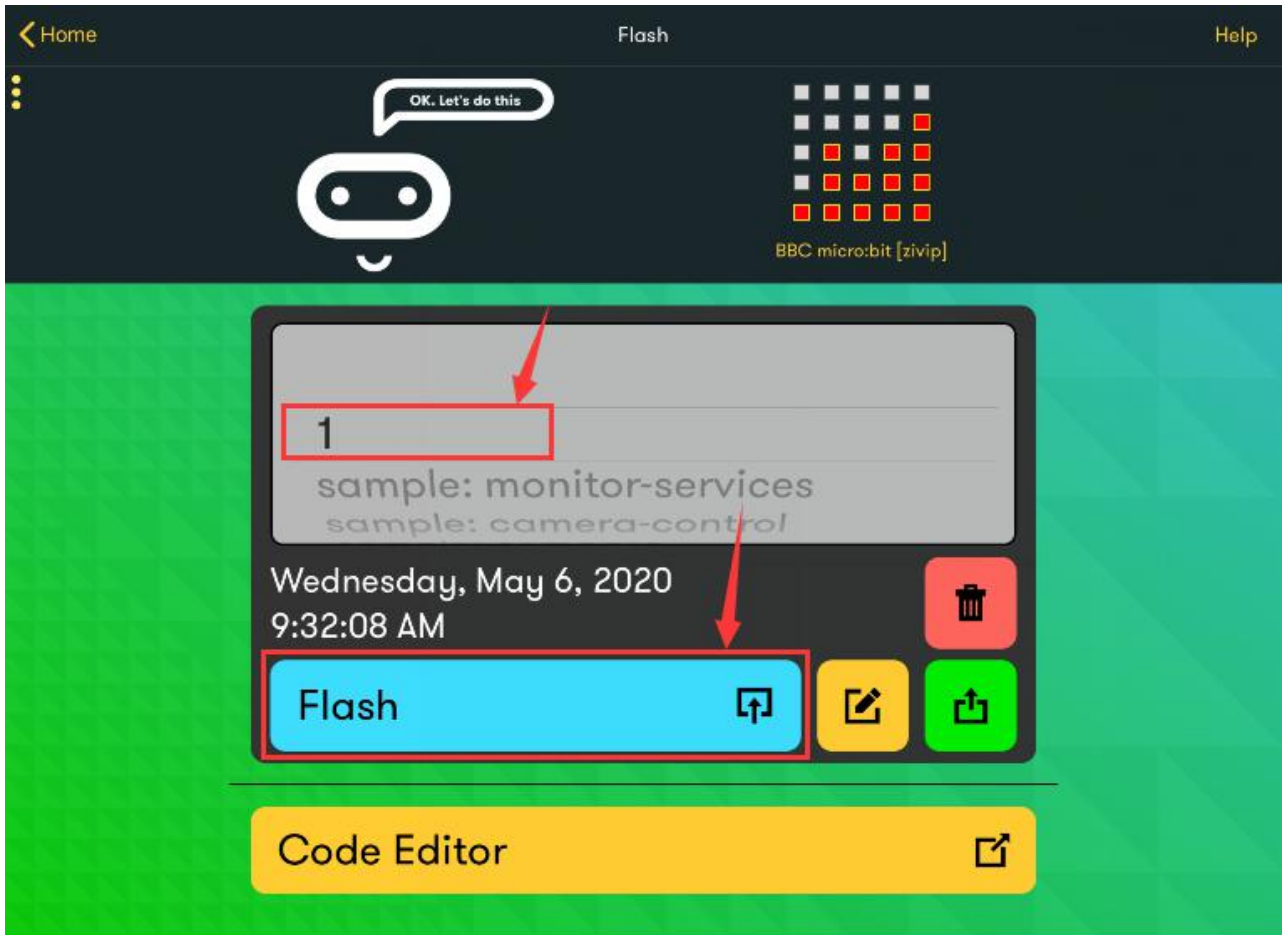 Home
Flash
Help
OK. Let's do this
BBC micro:bit [zivip]
1
sample: monitor-services
sample: camera-control
Wednesday, May 6, 2020
9:32:08 AM
Flash
Code Editor